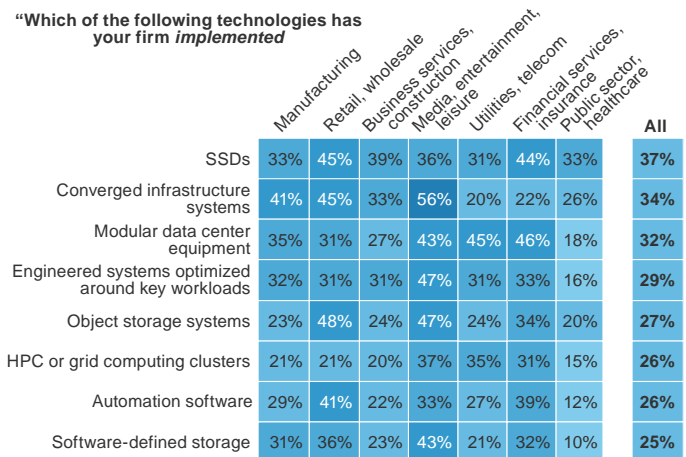 “Which of the following technologies has
your firm implemented
Manufacturing
Retail, wholesale
Business services,
construction
Media, entertainment,
leisure
Utilities, telecom
Financial services,
insurance
Public sector,
healthcare
All
SSDs 33% 45% 39% 36% 31% 44% 33% 37%
Converged infrastructure
systems 41% 45% 33% 56% 20% 22% 26% 34%
Modular data center
equipment 35% 31% 27% 43% 45% 46% 18% 32%
Engineered systems optimized
around key workloads 32% 31% 31% 47% 31% 33% 16% 29%
Object storage systems 23% 48% 24% 47% 24% 34% 20% 27%
HPC or grid computing clusters 21% 21% 20% 37% 35% 31% 15% 26%
Automation software 29% 41% 22% 33% 27% 39% 12% 26%
Software-defined storage 31% 36% 23% 43% 21% 32% 10% 25%